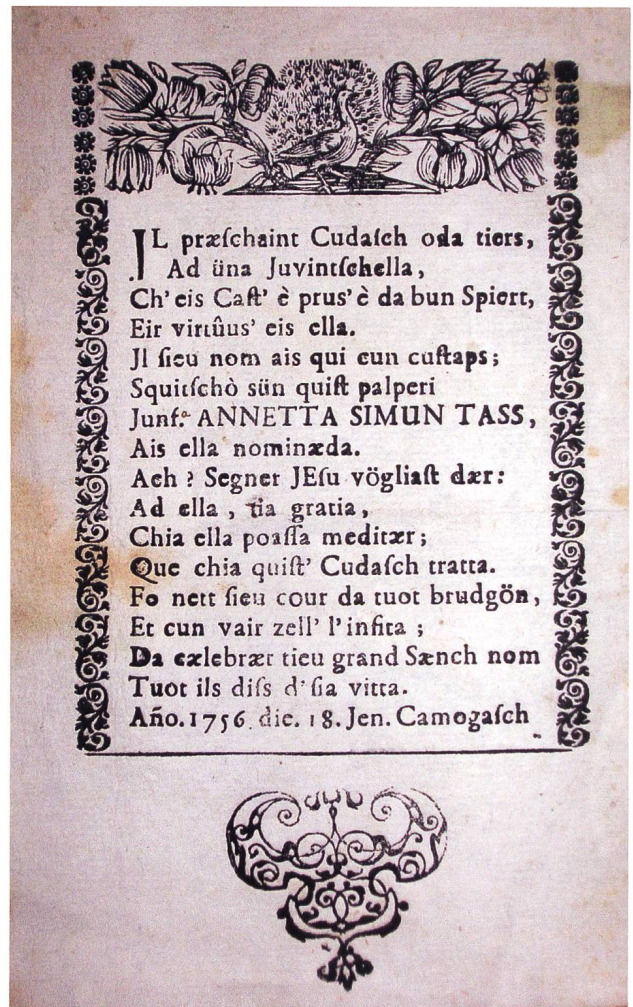 JL præſchaint Cudaſch oda tiers,
Ad üna Juvintſchella,
Ch' eis Caſt' è prus' è da bun Spiert,
Eir virtûus' eis ella.
Jl ſieu nom ais qui cun cuſtaps;
Squitſchò sün quiſt palperi
Junf.ª ANNETTA SIMUN TASS,
Ais ella nominæda.
Ach ? Segner JEſu vögliaſt dær:
Ad ella , tia gratia,
Chia ella poaſſa meditær;
Que chia quiſt' Cudaſch tratta.
Fo nett ſieu cour da tuot brudgön,
Et cun vair zell' l'infita ;
Da cælebrær tieu grand Sænch nom
Tuot ils diſs d' ſia vitta.
Año. 1756. die. 18. Jen. Camogaſch